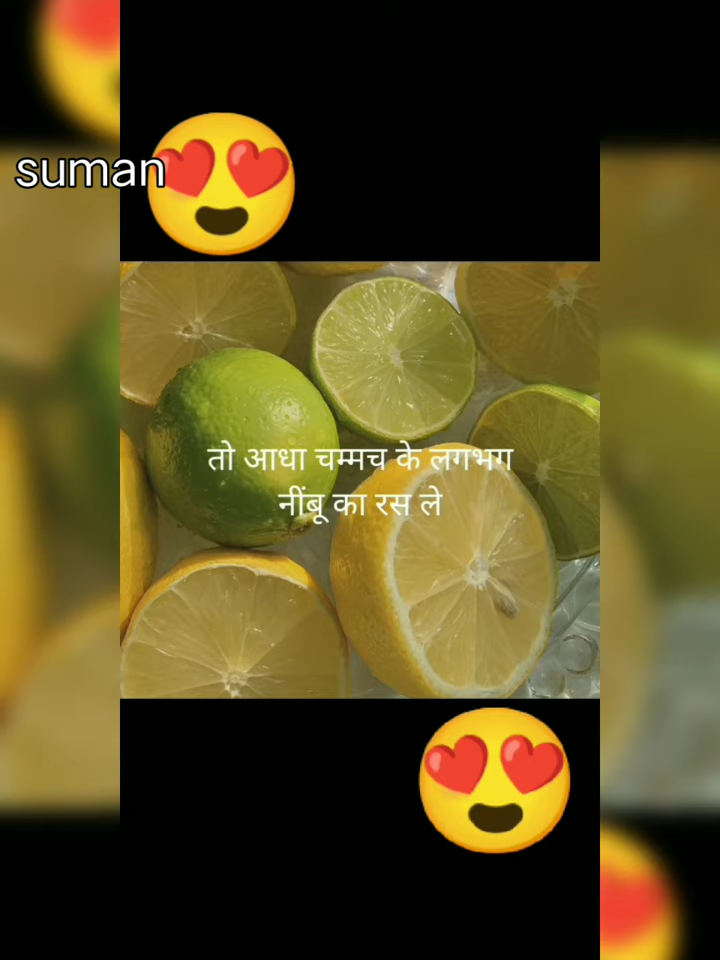 suman
तो आधा चम्मच के लगभग
नींबू का रस ले